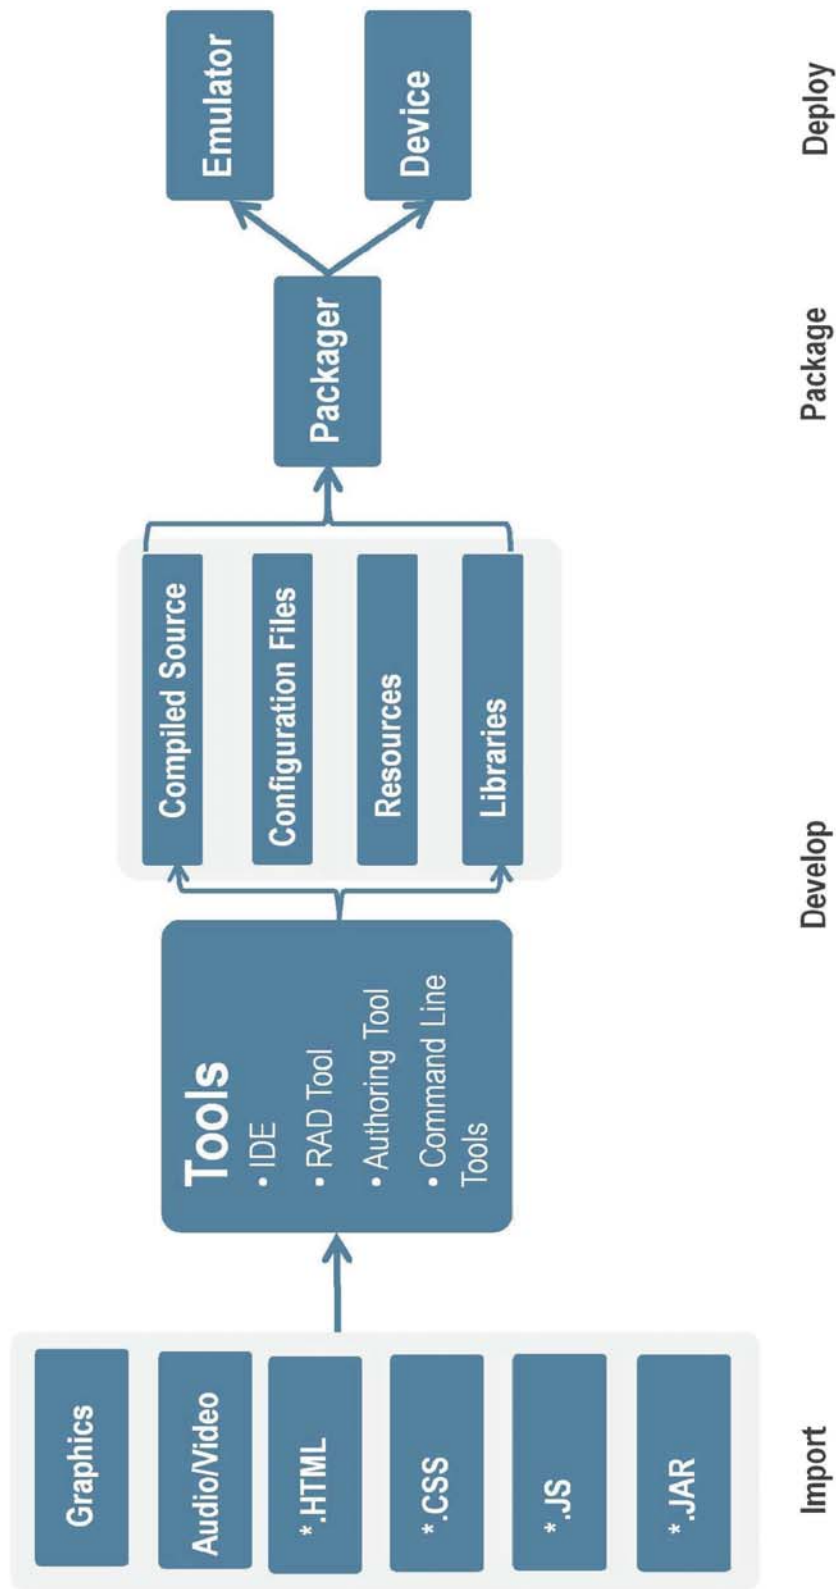 Graphics
Audio/Video
*.HTML
*.CSS
*.JS
*.JAR
Import
Tools
• IDE
• RAD Tool
• Authoring Tool
• Command Line
Tools
Compiled Source
Configuration Files
Resources
Libraries
Develop
Packager
Package
Emulator
Device
Deploy